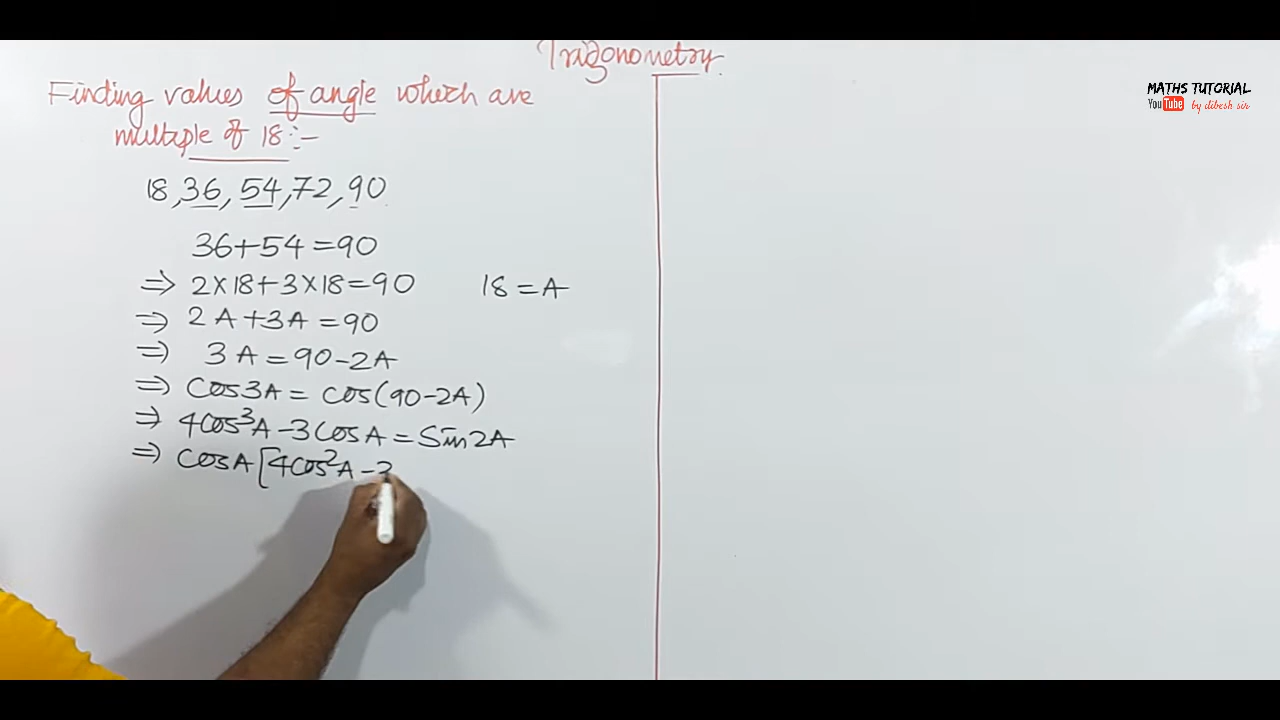 Trigonometry
Finding values of angle which are
multiple of 18:-
18, 36, 54, 72, 90
36+54=90
⇒ 2×18+3×18=90 18=A
⇒ 2A+3A=90
⇒ 3A=90-2A
⇒ Cos3A = cos(90-2A)
⇒ 4Cos³A-3CosA=Sin2A
⇒ CosA[4Cos²A-3
MATHS TUTORIAL
YouTube by dibesh sir